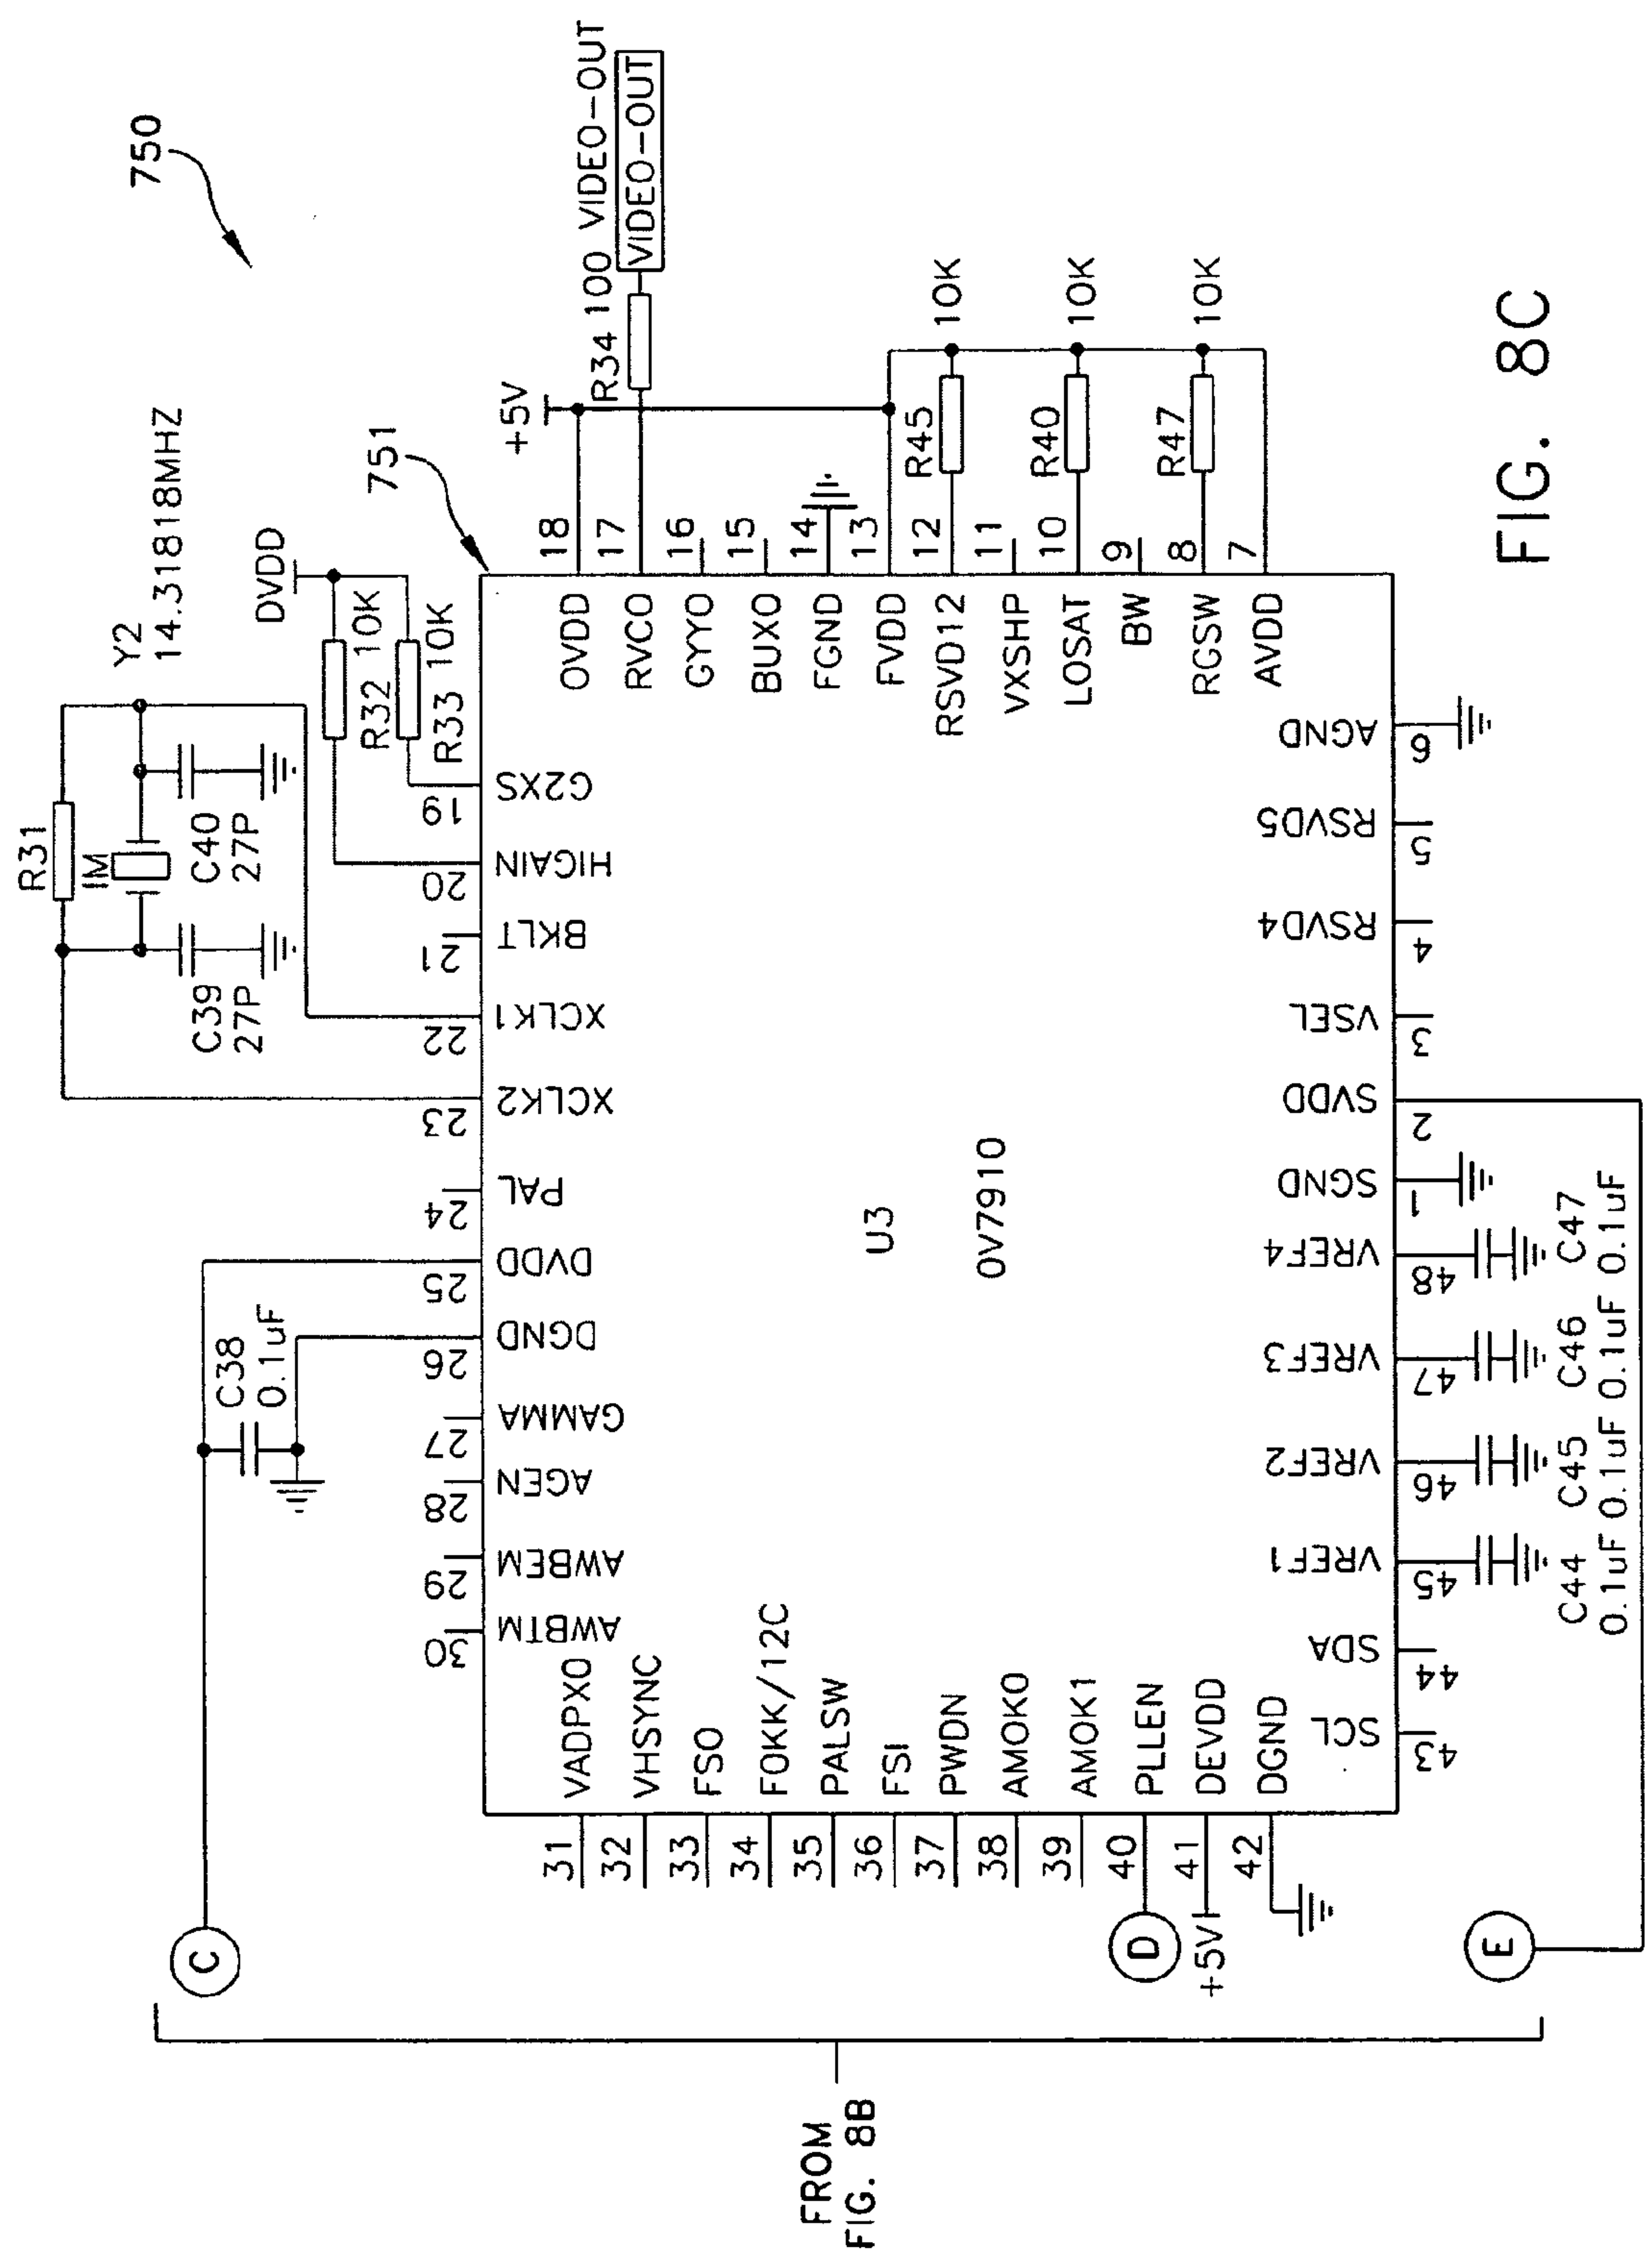 750
Y2
14.31818MHZ
R31
1M
C40
27P
C39
27P
DVDD
R32 10K
R33 10K
751
+5V
R34 100 VIDEO-OUT
VIDEO-OUT
C38
0.1uF
30 AWBTM
29 AWBEM
28 AGEN
27 GAMMA
26 DGND
25 DVDD
24 PAL
23 XCLK2
22 XCLK1
21 BKLT
20 HIGAIN
19 G2XS
OVDD 18
RVCO 17
GYYO 16
BUXO 15
FGND 14
FVDD 13
RSVD12 12
VXSHP 11
LOSAT 10
BW 9
RGSW 8
AVDD 7
R45 10K
R40 10K
R47 10K
U3
OV7910
31 VADPXO
32 VHSYNC
33 FSO
34 FOKK/12C
35 PALSW
36 FSI
37 PWDN
38 AMOK0
39 AMOK1
40 PLLEN
41 DEVDD
42 DGND
43 SCL
44 SDA
45 VREF1
46 VREF2
47 VREF3
48 VREF4
1 SGND
2 SVDD
3 VSEL
4 RSVD4
5 RSVD5
6 AGND
C44 C45 C46 C47
0.1uF 0.1uF 0.1uF 0.1uF
C
D
+5V
E
FROM
FIG. 8B
FIG. 8C